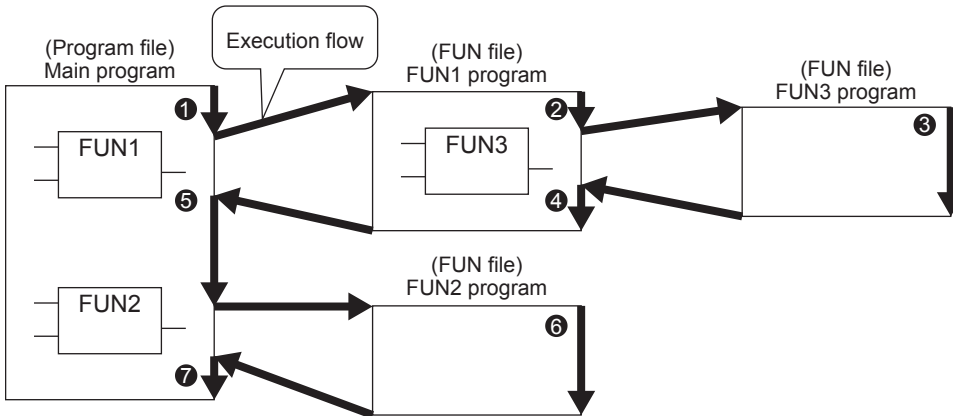 (Program file)
Main program
Execution flow
(FUN file)
FUN1 program
(FUN file)
FUN3 program
❶
FUN1
❷
FUN3
❸
❹
❺
(FUN file)
FUN2 program
FUN2
❻
❼